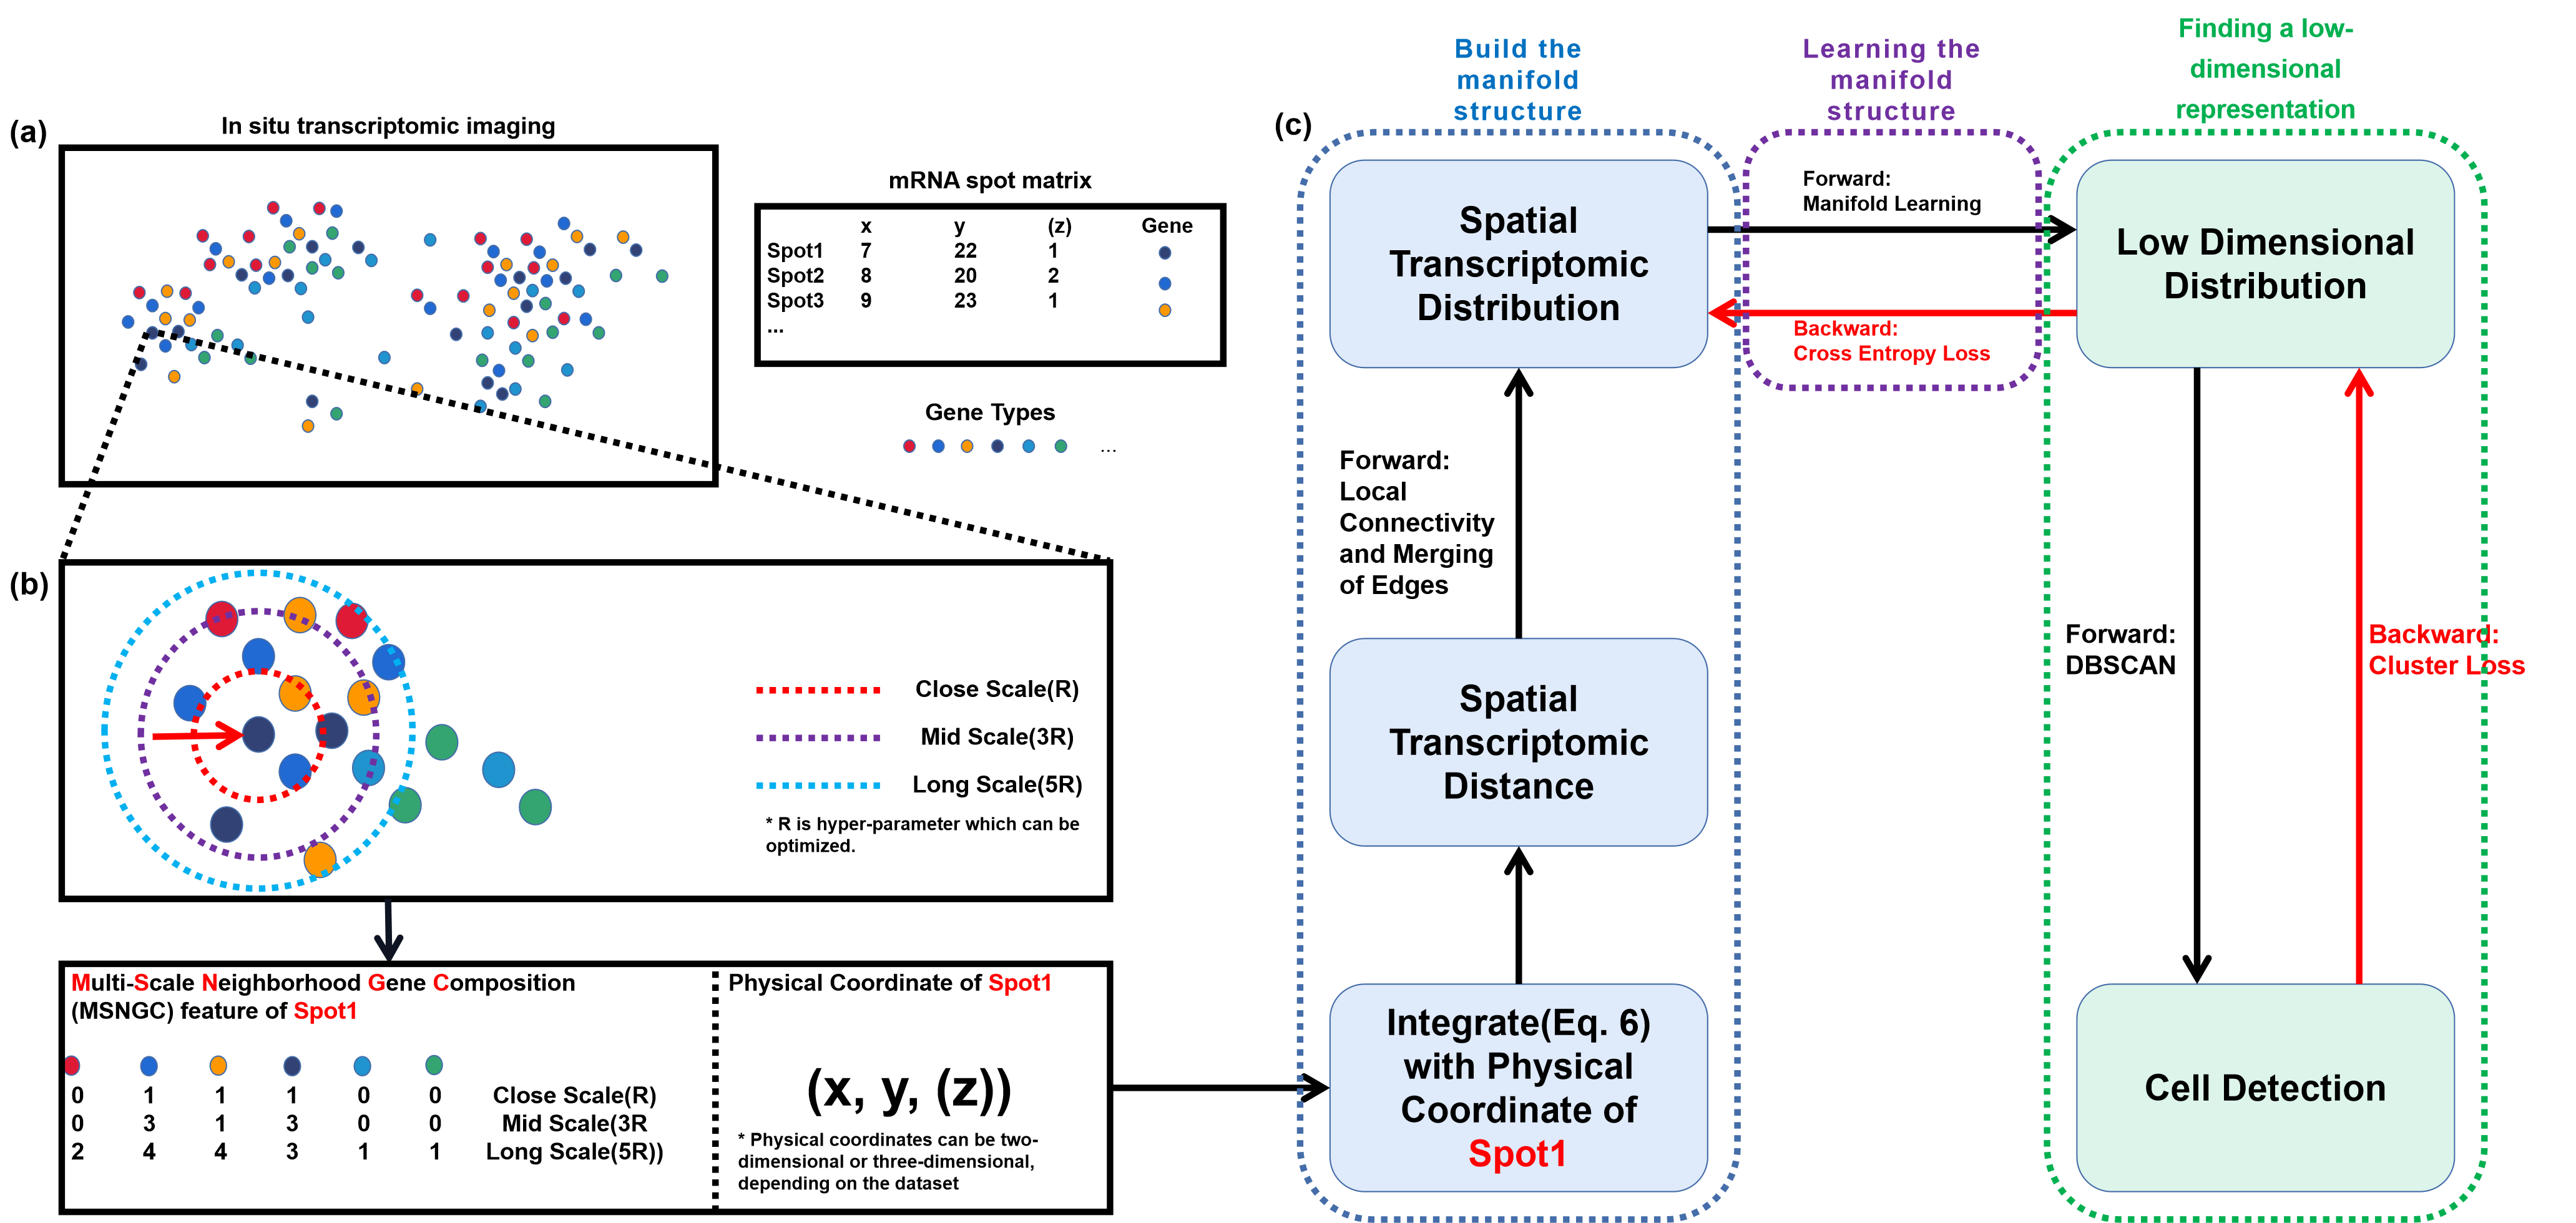 (a)
In situ transcriptomic imaging
mRNA spot matrix
x y (z) Gene
Spot1 7 22 1
Spot2 8 20 2
Spot3 9 23 1
...
Gene Types
...
(b)
Close Scale(R)
Mid Scale(3R)
Long Scale(5R)
* R is hyper-parameter which can be
optimized.
Multi-Scale Neighborhood Gene Composition
(MSNGC) feature of Spot1
0 1 1 1 0 0 Close Scale(R)
0 3 1 3 0 0 Mid Scale(3R
2 4 4 3 1 1 Long Scale(5R))
Physical Coordinate of Spot1
(x, y, (z))
* Physical coordinates can be two-
dimensional or three-dimensional,
depending on the dataset
(c)
Build the
manifold
structure
Learning the
manifold
structure
Finding a low-
dimensional
representation
Spatial
Transcriptomic
Distribution
Forward:
Manifold Learning
Backward:
Cross Entropy Loss
Low Dimensional
Distribution
Forward:
Local
Connectivity
and Merging
of Edges
Spatial
Transcriptomic
Distance
Forward:
DBSCAN
Backward:
Cluster Loss
Integrate(Eq. 6)
with Physical
Coordinate of
Spot1
Cell Detection